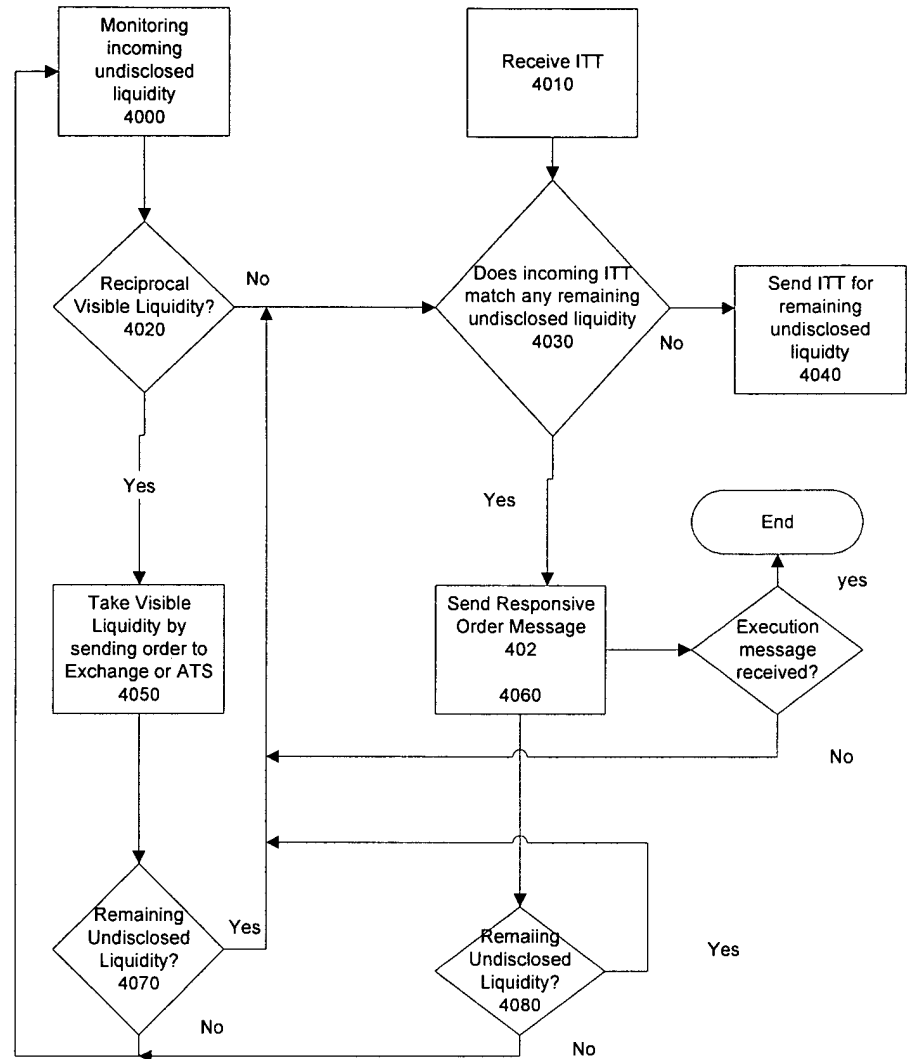 Monitoring
incoming
undisclosed
liquidity
4000
Receive ITT
4010
Reciprocal
Visible Liquidity?
4020
No
Does incoming ITT
match any remaining
undisclosed liquidity
4030
No
Send ITT for
remaining
undisclosed
liquidty
4040
Yes
Yes
End
yes
Take Visible
Liquidity by
sending order to
Exchange or ATS
4050
Send Responsive
Order Message
402
4060
Execution
message
received?
No
Remaining
Undisclosed
Liquidity?
4070
Yes
Remaiing
Undisclosed
Liquidity?
4080
Yes
No
No